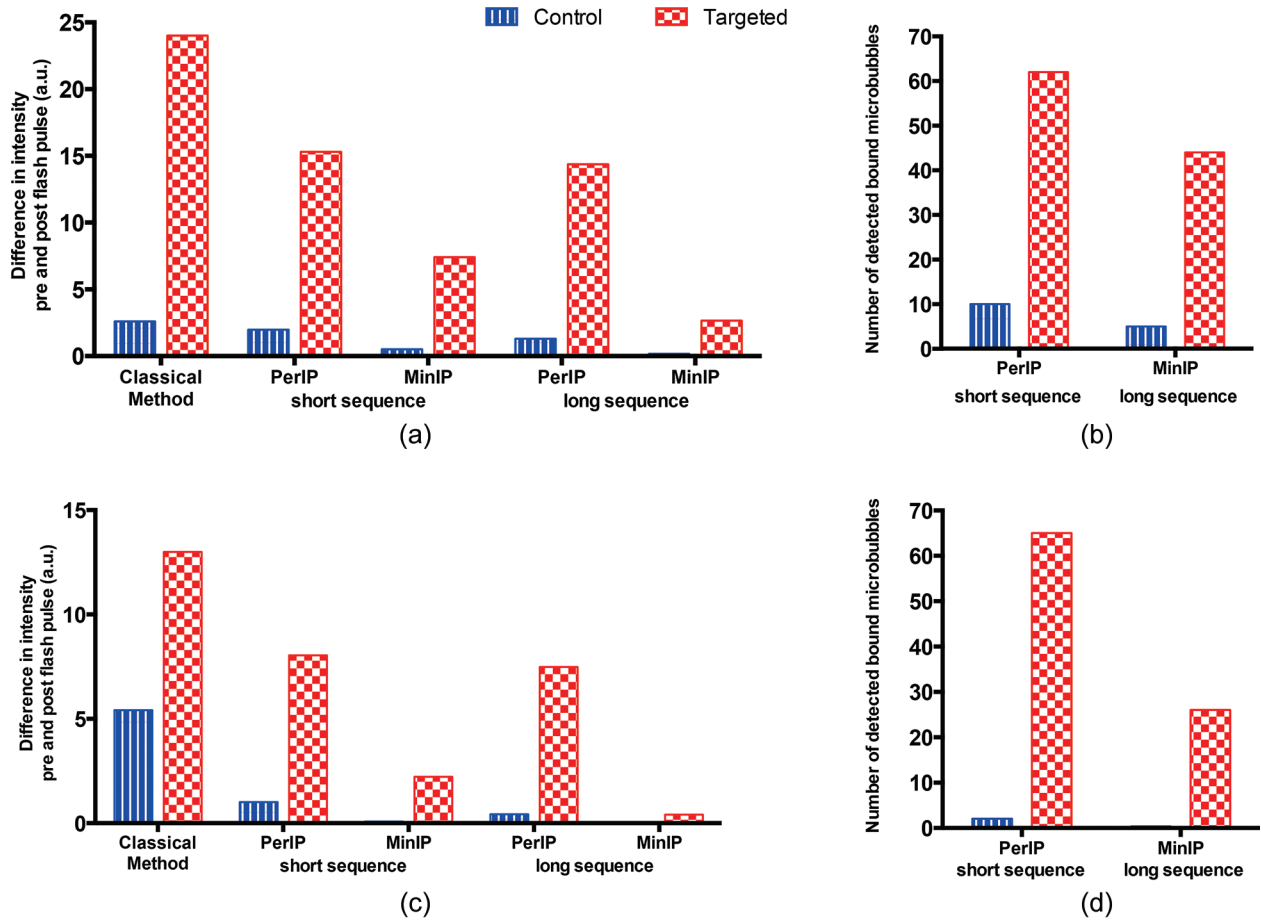 Control Targeted
Difference in intensity
pre and post flash pulse (a.u.)
25
20
15
10
5
0
Classical
Method
PerIP MinIP PerIP MinIP
short sequence long sequence
(a)
Number of detected bound microbubbles
70
60
50
40
30
20
10
0
PerIP MinIP
short sequence long sequence
(b)
Difference in intensity
pre and post flash pulse (a.u.)
15
10
5
0
Classical
Method
PerIP MinIP PerIP MinIP
short sequence long sequence
(c)
Number of detected bound microbubbles
70
60
50
40
30
20
10
0
PerIP MinIP
short sequence long sequence
(d)